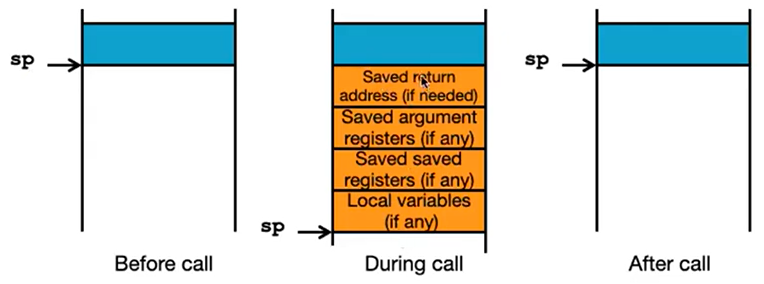 sp
sp
sp
Saved return
address (if needed)
Saved argument
registers (if any)
Saved saved
registers (if any)
Local variables
(if any)
Before call
During call
After call